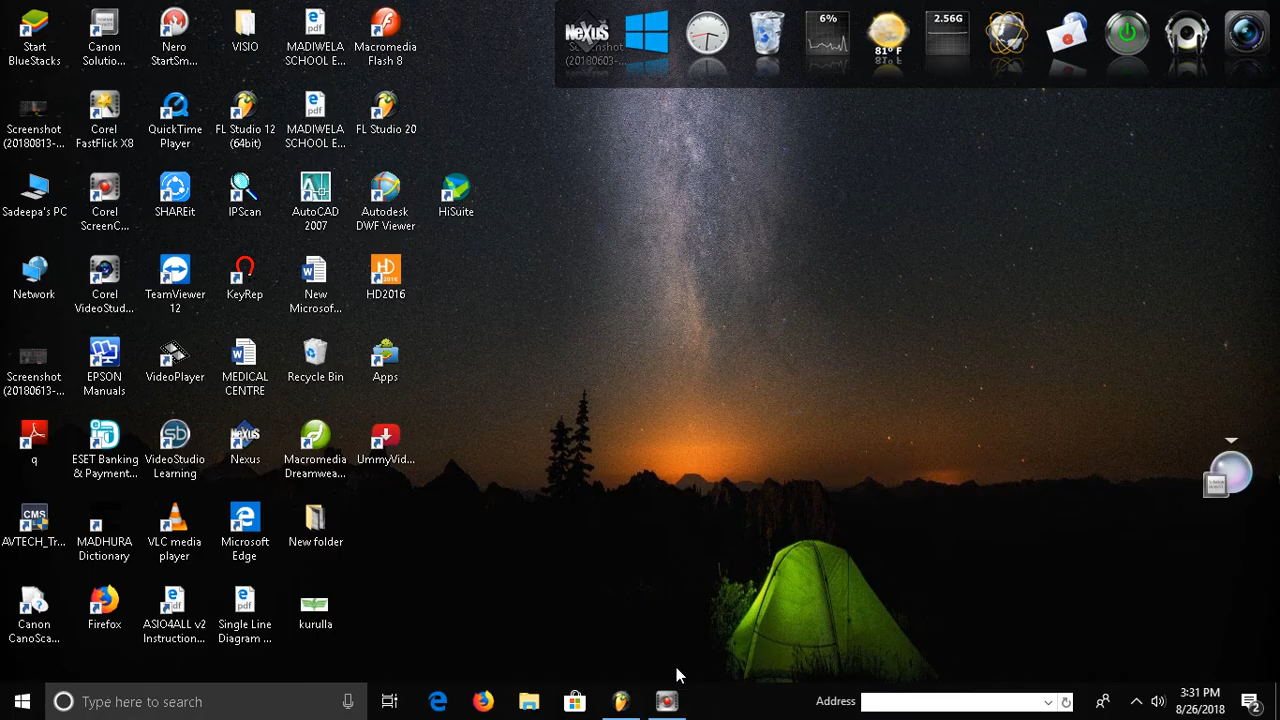 Start
BlueStacks
Canon
Solutio...
Nero
StartSm...
VISIO
MADIWELA
SCHOOL E...
Macromedia
Flash 8
Screenshot
(20180813-...
Corel
FastFlick X8
QuickTime
Player
FL Studio 12
(64bit)
MADIWELA
SCHOOL E...
FL Studio 20
Sadeepa's PC
Corel
ScreenC...
SHAREit
IPScan
AutoCAD
2007
Autodesk
DWF Viewer
HiSuite
Network
Corel
VideoStud...
TeamViewer
12
KeyRep
New
Microsof...
HD2016
Screenshot
(20180613-...
EPSON
Manuals
VideoPlayer
MEDICAL
CENTRE
Recycle Bin
Apps
q
ESET Banking
& Payment...
VideoStudio
Learning
Nexus
Macromedia
Dreamwea...
UmmyVid...
AVTECH_Tr...
MADHURA
Dictionary
VLC media
player
Microsoft
Edge
New folder
Canon
CanoSca...
Firefox
ASIO4ALL v2
Instruction...
Single Line
Diagram ...
kurulla
NeXuS
Screenshot
(20180603-...
6%
81° F
2.56G
Type here to search
Address
3:31 PM
8/26/2018
2